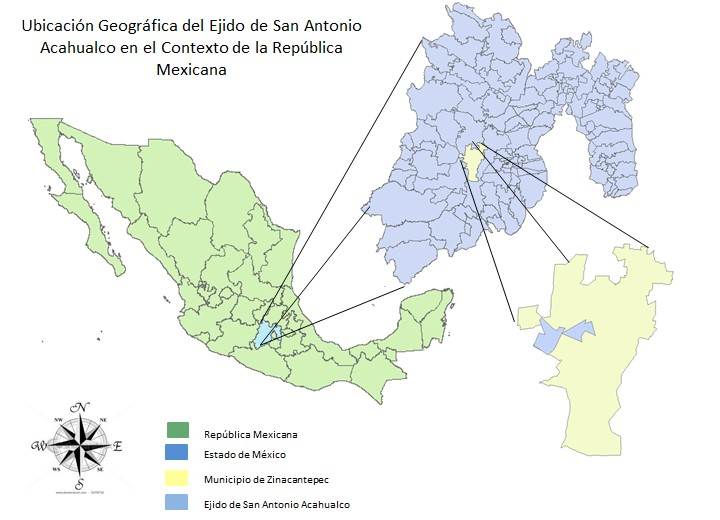 Ubicación Geográfica del Ejido de San Antonio
Acahualco en el Contexto de la República
Mexicana
N
NW
NE
W
E
WS
SE
S
República Mexicana
Estado de México
Municipio de Zinacantepec
Ejido de San Antonio Acahualco